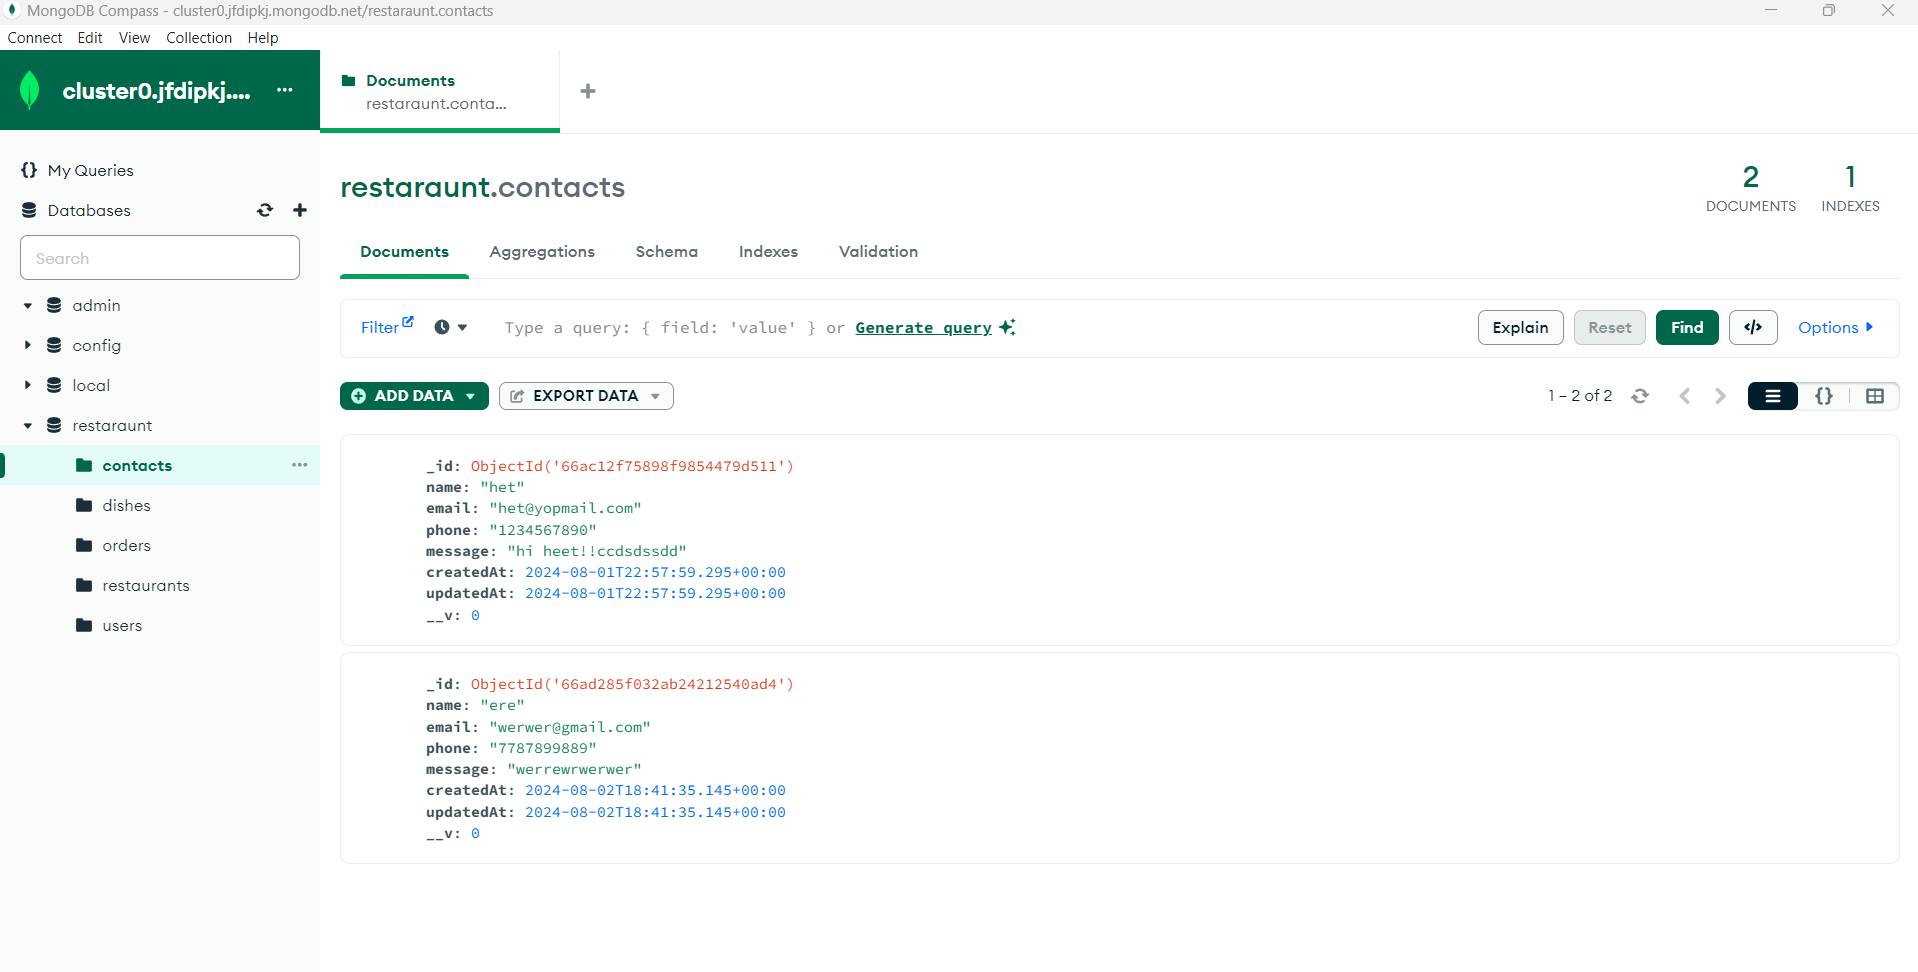 MongoDB Compass - cluster0.jfdipkj.mongodb.net/restaraunt.contacts
Connect Edit View Collection Help
cluster0.jfdipkj.... ···
Documents
restaraunt.conta...
My Queries
Databases
Search
admin
config
local
restaraunt
contacts ···
dishes
orders
restaurants
users
restaraunt.contacts
2
DOCUMENTS
1
INDEXES
Documents Aggregations Schema Indexes Validation
Filter Type a query: { field: 'value' } or Generate query Explain Reset Find </> Options
ADD DATA EXPORT DATA 1 – 2 of 2 {}
_id: ObjectId('66ac12f75898f9854479d511')
name: "het"
email: "het@yopmail.com"
phone: "1234567890"
message: "hi heet!!ccdsdssdd"
createdAt: 2024-08-01T22:57:59.295+00:00
updatedAt: 2024-08-01T22:57:59.295+00:00
__v: 0
_id: ObjectId('66ad285f032ab24212540ad4')
name: "ere"
email: "werwer@gmail.com"
phone: "7787899889"
message: "werrewrwerwer"
createdAt: 2024-08-02T18:41:35.145+00:00
updatedAt: 2024-08-02T18:41:35.145+00:00
__v: 0